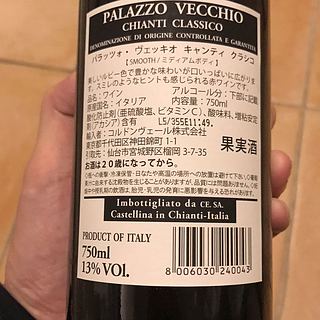 PALAZZO VECCHIO
CHIANTI CLASSICO
DENOMINAZIONE DI ORIGINE CONTROLLATA E GARANTITA
パラッツォ・ヴェッキオ キャンティ クラシコ
【SMOOTH/ミディアムボディ】
美しいルビー色で豊かな味わいが口いっぱいに広がりま
す。スミレのようなヒントも感じられる赤ワインです。
品名:ワイン アルコール分:下部に記載
原産国名:イタリア 内容量:750ml
酸化防止剤(亜硫酸塩、ビタミンC)、酸味料、増粘安定
剤(アカシア)含有 L5/355E11:49.
輸入者:コルドンヴェール株式会社
東京都千代田区神田錦町1-1
引取先:仙台市宮城野区榴岡3-7-35
果実酒
お酒は20歳になってから。
Imbottigliato da CE. SA.
Castellina in Chianti-Italia
PRODUCT OF ITALY
750ml
13% VOL.
8 006030 240043